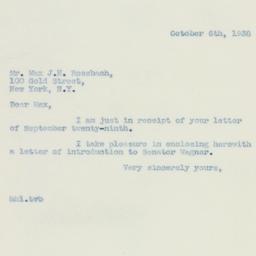 October 6th, 1938
Mr. Max J.H. Rossbach,
100 Gold Street,
New York, N.Y.
Dear Max,
I am just in receipt of your letter
of September twenty-ninth.
I take pleasure in enclosing herewith
a letter of introduction to Senator Wagner.
Very sincerely yours,